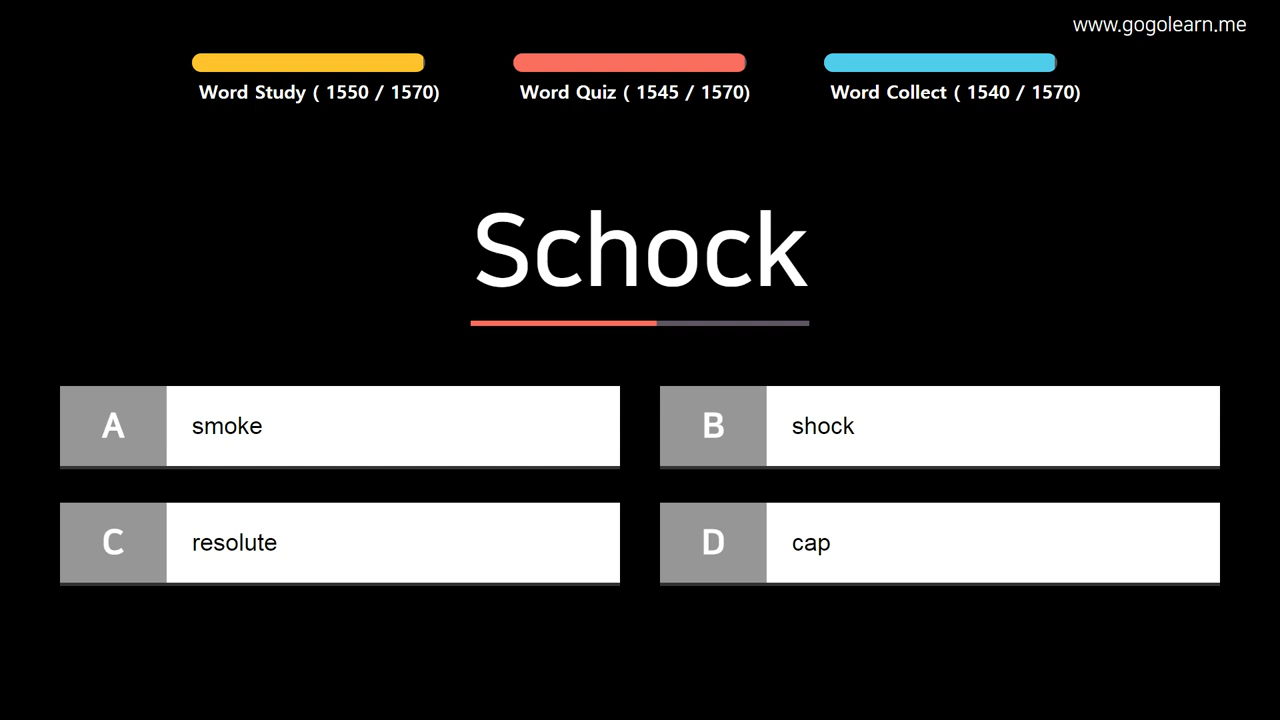 www.gogolearn.me
Word Study ( 1550 / 1570)
Word Quiz ( 1545 / 1570)
Word Collect ( 1540 / 1570)
Schock
A smoke
B shock
C resolute
D cap